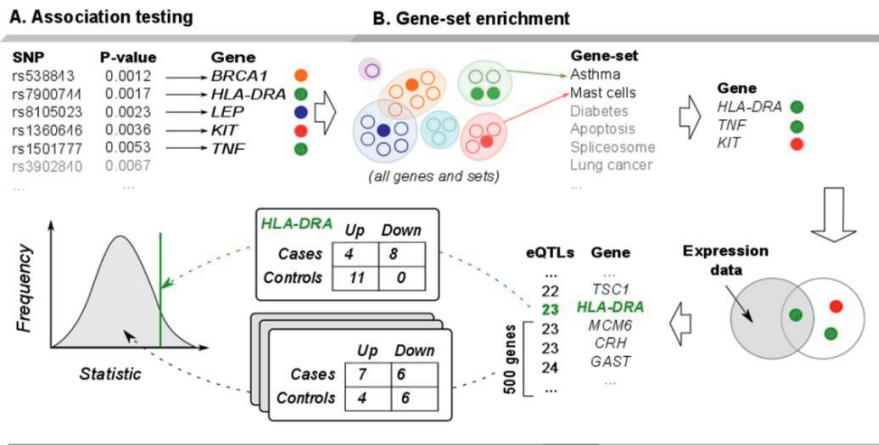 A. Association testing
B. Gene-set enrichment
SNP P-value Gene
rs538843 0.0012 BRCA1
rs7900744 0.0017 HLA-DRA
rs8105023 0.0023 LEP
rs1360646 0.0036 KIT
rs1501777 0.0053 TNF
rs3902840 0.0067
... ...
(all genes and sets)
Gene-set
Asthma
Mast cells
Diabetes
Apoptosis
Spliceosome
Lung cancer
...
Gene
HLA-DRA
TNF
KIT
Frequency
Statistic
HLA-DRA Up Down
Cases 4 8
Controls 11 0
Up Down
Cases 7 6
Controls 4 6
eQTLs Gene
... ...
22 TSC1
23 HLA-DRA
23 MCM6
23 CRH
24 GAST
... ...
500 genes
Expression
data